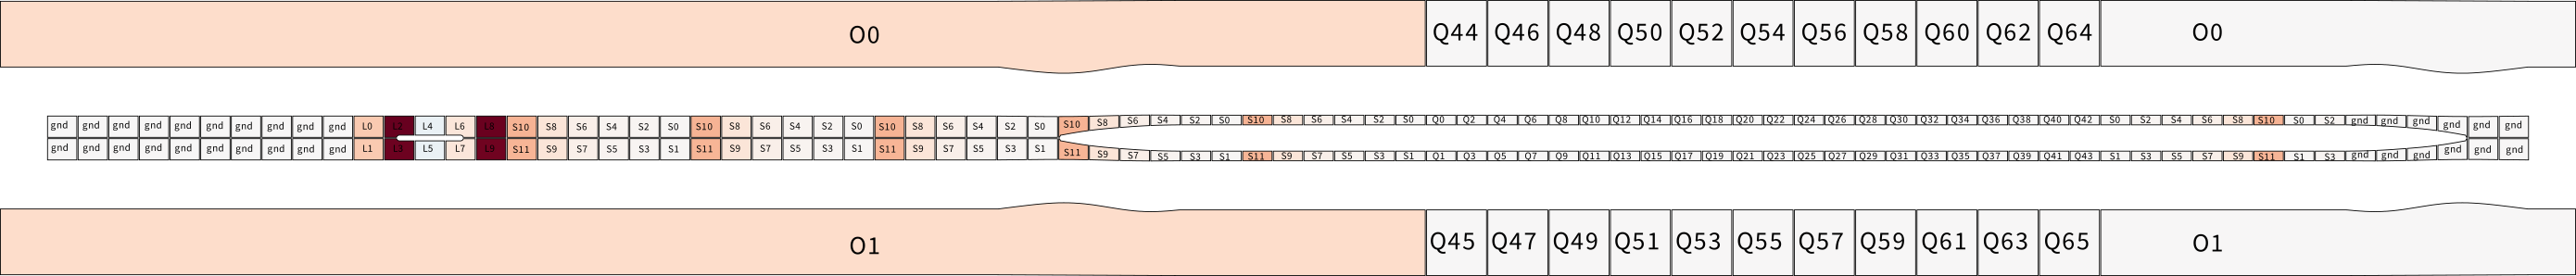 O0 Q44 Q46 Q48 Q50 Q52 Q54 Q56 Q58 Q60 Q62 Q64 O0
gnd gnd gnd gnd gnd gnd gnd gnd gnd gnd L0 L2 L4 L6 L8 S10 S8 S6 S4 S2 S0 S10 S8 S6 S4 S2 S0 S10 S8 S6 S4 S2 S0 S10 S8 S6 S4 S2 S0 S10 S8 S6 S4 S2 S0 Q0 Q2 Q4 Q6 Q8 Q10 Q12 Q14 Q16 Q18 Q20 Q22 Q24 Q26 Q28 Q30 Q32 Q34 Q36 Q38 Q40 Q42 S0 S2 S4 S6 S8 S10 S0 S2 gnd gnd gnd gnd gnd gnd
gnd gnd gnd gnd gnd gnd gnd gnd gnd gnd L1 L3 L5 L7 L9 S11 S9 S7 S5 S3 S1 S11 S9 S7 S5 S3 S1 S11 S9 S7 S5 S3 S1 S11 S9 S7 S5 S3 S1 S11 S9 S7 S5 S3 S1 Q1 Q3 Q5 Q7 Q9 Q11 Q13 Q15 Q17 Q19 Q21 Q23 Q25 Q27 Q29 Q31 Q33 Q35 Q37 Q39 Q41 Q43 S1 S3 S5 S7 S9 S11 S1 S3 gnd gnd gnd gnd gnd gnd
O1 Q45 Q47 Q49 Q51 Q53 Q55 Q57 Q59 Q61 Q63 Q65 O1